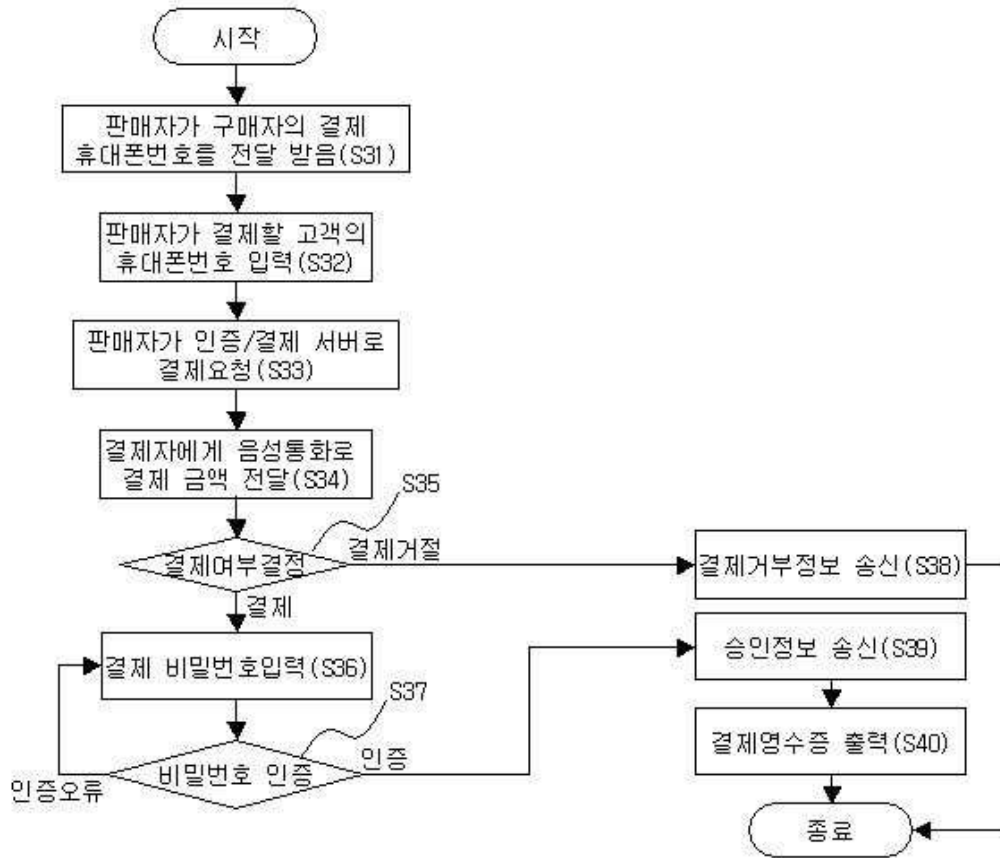 시작
판매자가 구매자의 결제
휴대폰번호를 전달 받음(S31)
판매자가 결제할 고객의
휴대폰번호 입력(S32)
판매자가 인증/결제 서버로
결제요청(S33)
결제자에게 음성통화로
결제 금액 전달(S34)
S35
결제여부결정
결제거절
결제거부정보 송신(S38)
결제
결제 비밀번호입력(S36)
승인정보 송신(S39)
S37
비밀번호 인증
인증
인증오류
결제영수증 출력(S40)
종료